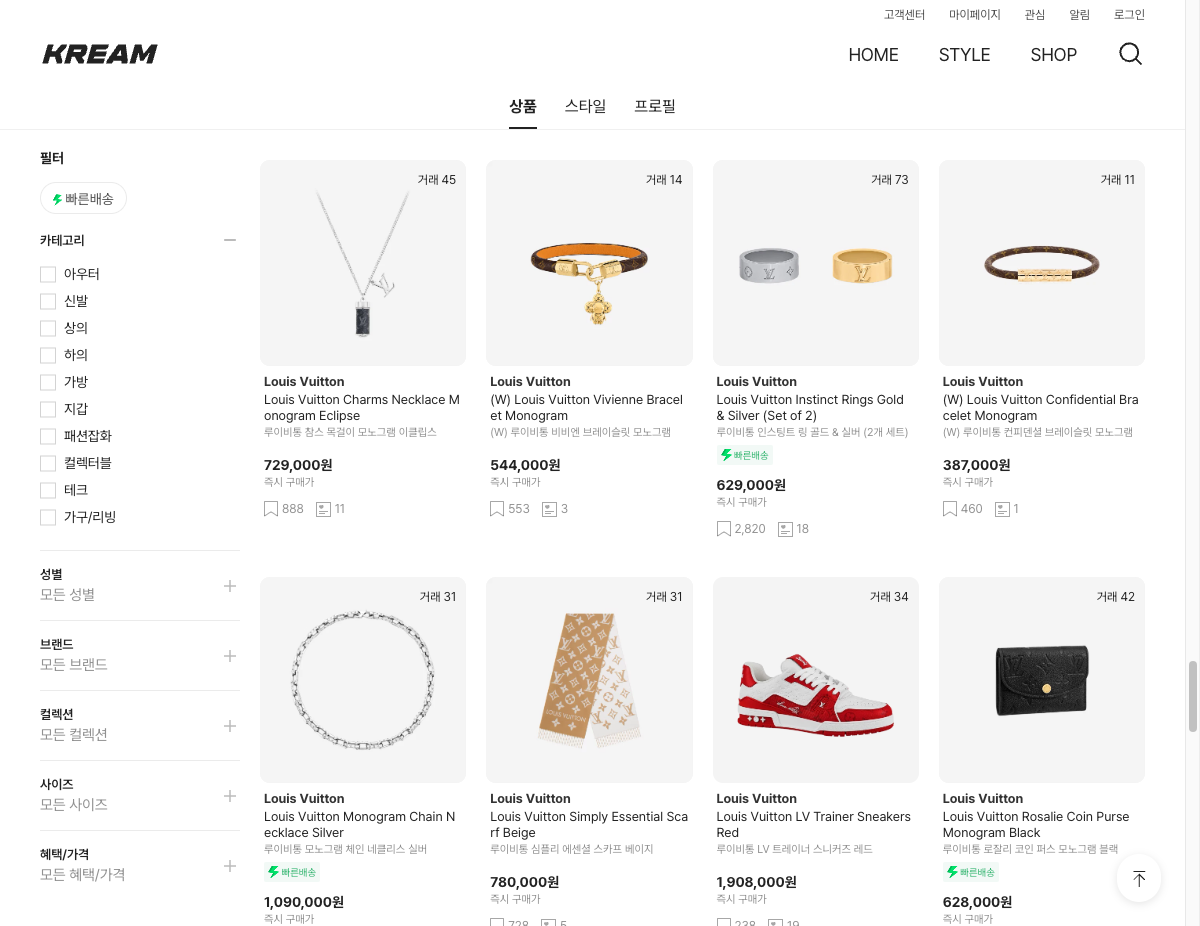 고객센터 마이페이지 관심 알림 로그인
KREAM
HOME STYLE SHOP
상품 스타일 프로필
필터
빠른배송
카테고리
아우터
신발
상의
하의
가방
지갑
패션잡화
컬렉터블
테크
가구/리빙
성별
모든 성별
브랜드
모든 브랜드
컬렉션
모든 컬렉션
사이즈
모든 사이즈
혜택/가격
모든 혜택/가격
거래 45
Louis Vuitton
Louis Vuitton Charms Necklace M
onogram Eclipse
루이비통 참스 목걸이 모노그램 이클립스
729,000원
즉시 구매가
888 11
거래 14
Louis Vuitton
(W) Louis Vuitton Vivienne Bracel
et Monogram
(W) 루이비통 비비엔 브레이슬릿 모노그램
544,000원
즉시 구매가
553 3
거래 73
Louis Vuitton
Louis Vuitton Instinct Rings Gold
& Silver (Set of 2)
루이비통 인스팅트 링 골드 & 실버 (2개 세트)
빠른배송
629,000원
즉시 구매가
2,820 18
거래 11
Louis Vuitton
(W) Louis Vuitton Confidential Bra
celet Monogram
(W) 루이비통 컨피덴셜 브레이슬릿 모노그램
387,000원
즉시 구매가
460 1
거래 31
Louis Vuitton
Louis Vuitton Monogram Chain N
ecklace Silver
루이비통 모노그램 체인 네클리스 실버
빠른배송
1,090,000원
즉시 구매가
거래 31
LOUIS VUITTON
Louis Vuitton
Louis Vuitton Simply Essential Sca
rf Beige
루이비통 심플리 에센셜 스카프 베이지
780,000원
즉시 구매가
728 5
거래 34
Louis Vuitton
Louis Vuitton LV Trainer Sneakers
Red
루이비통 LV 트레이너 스니커즈 레드
1,908,000원
즉시 구매가
238 19
거래 42
Louis Vuitton
Louis Vuitton Rosalie Coin Purse
Monogram Black
루이비통 로잘리 코인 퍼스 모노그램 블랙
빠른배송
628,000원
즉시 구매가